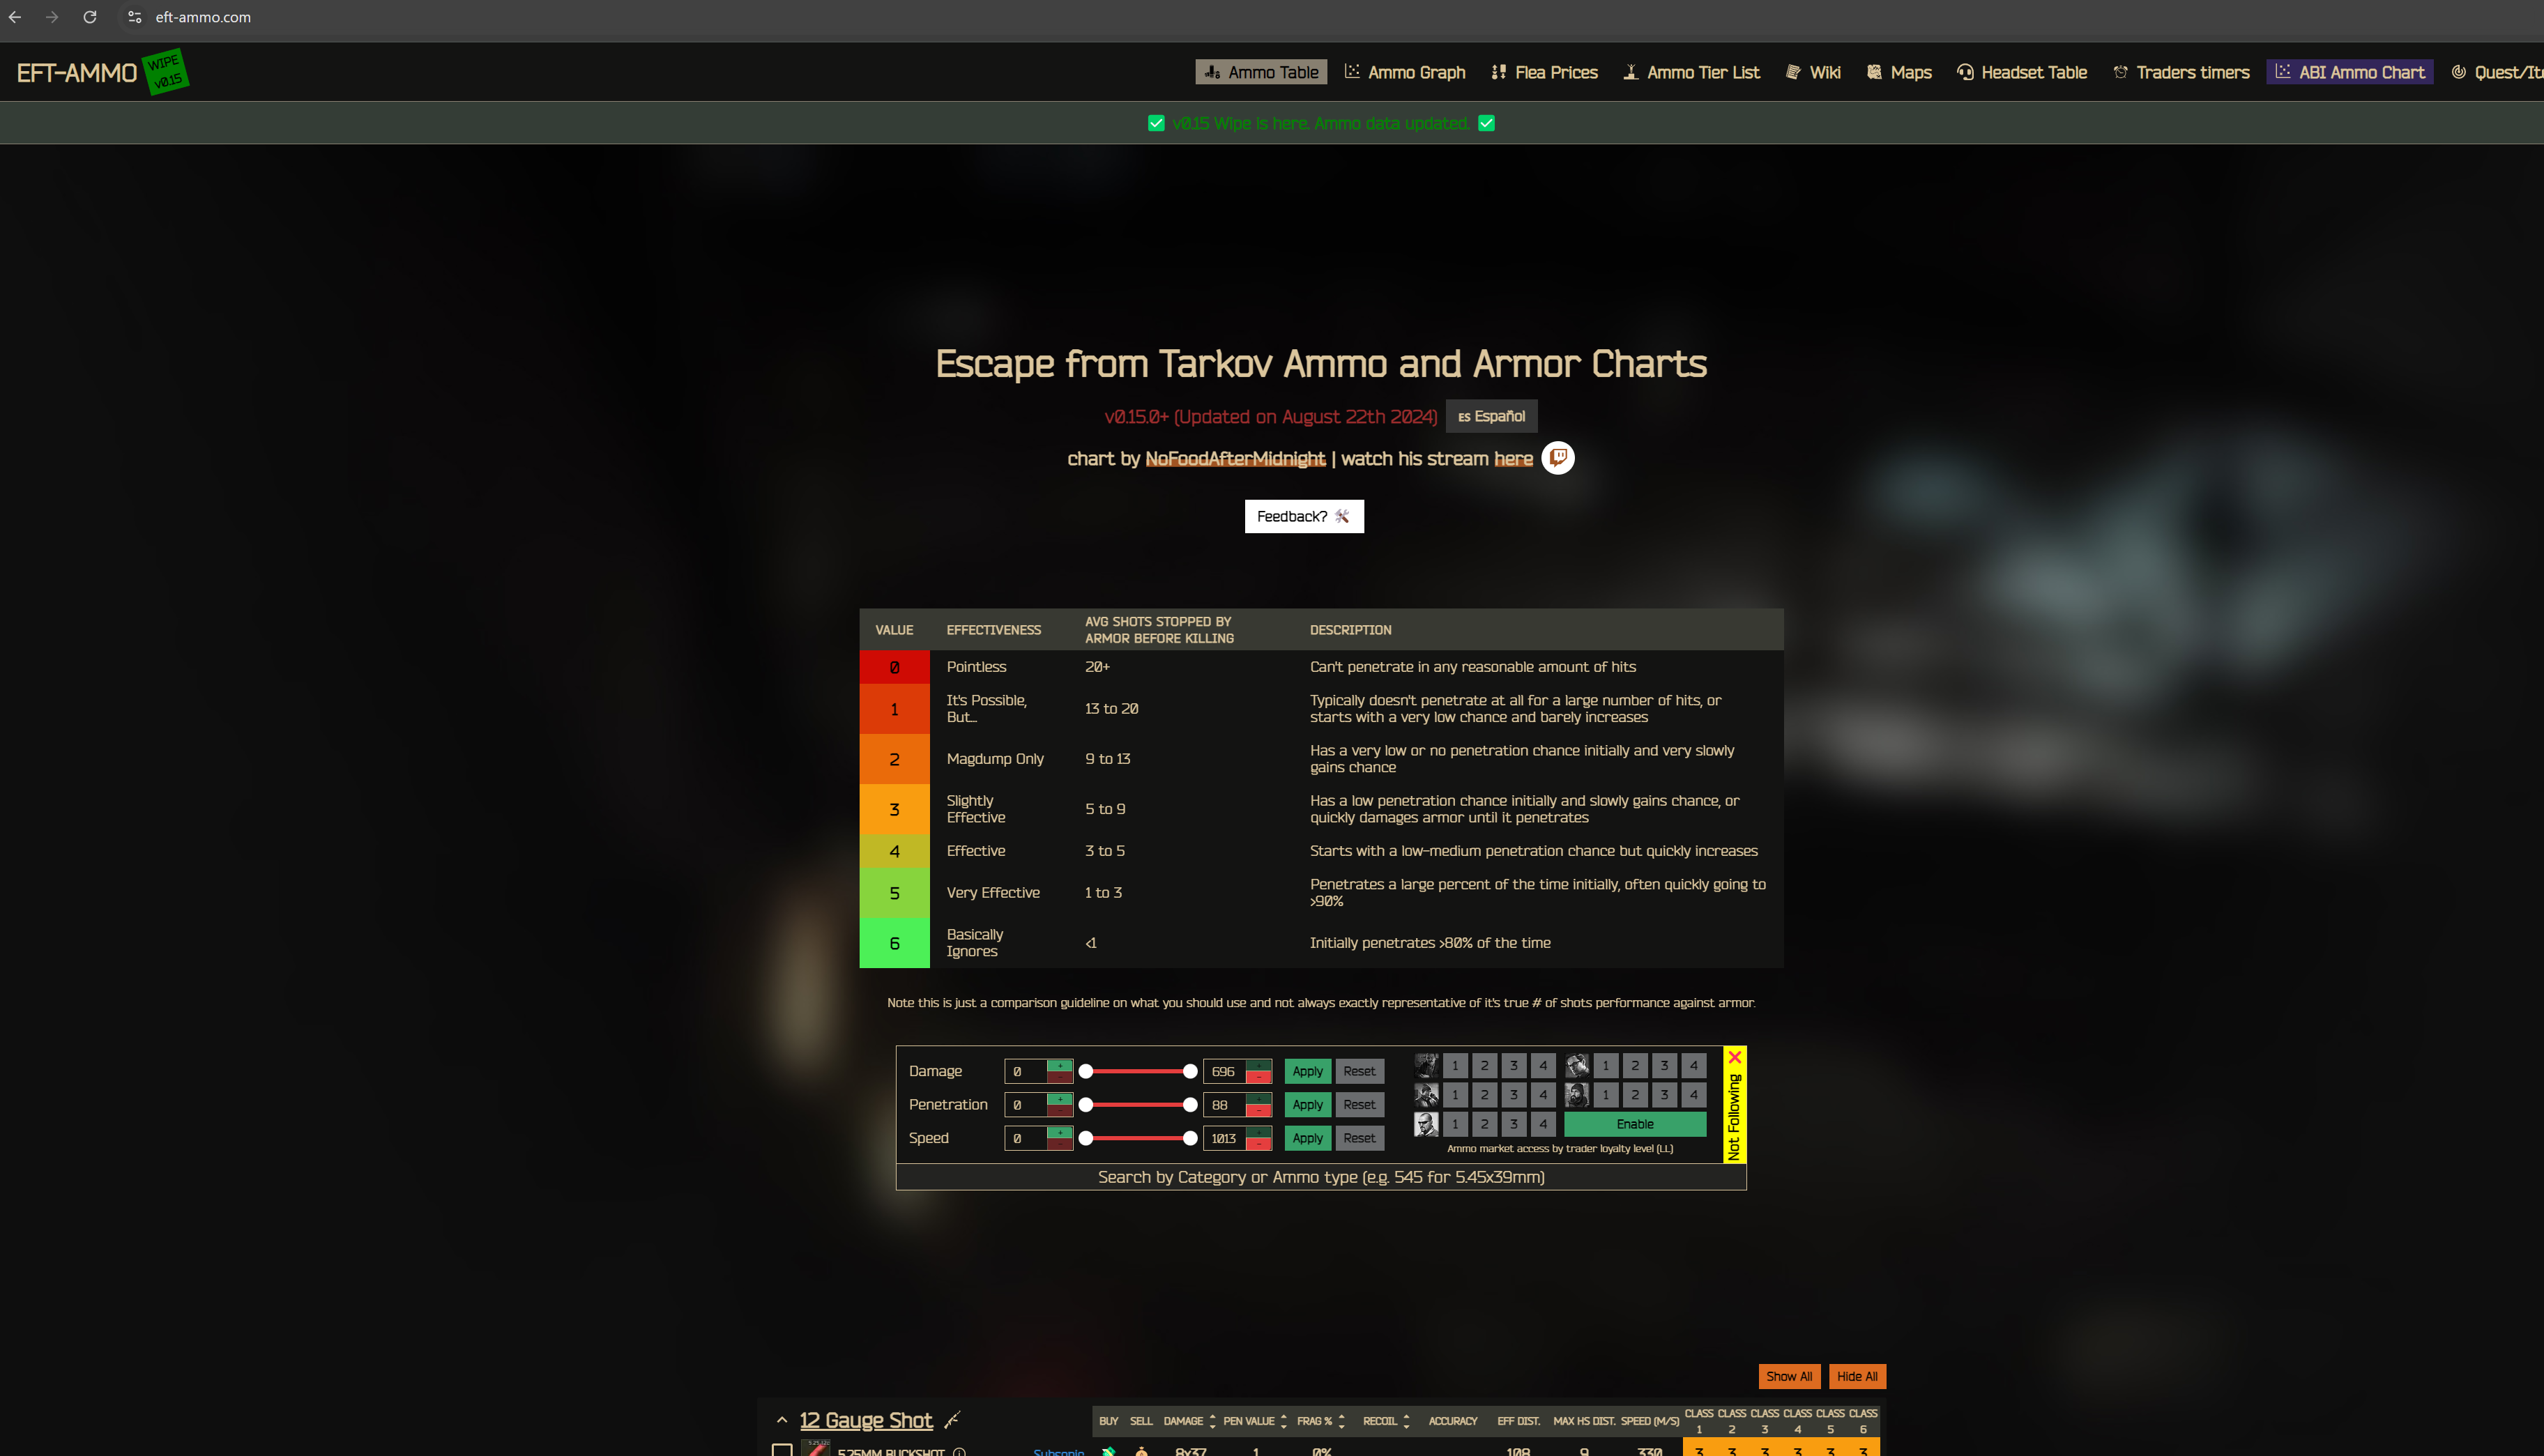 eft-ammo.com
EFT-AMMO WIPE v0.15 Ammo Table Ammo Graph Flea Prices Ammo Tier List Wiki Maps Headset Table Traders timers ABI Ammo Chart
v0.15 Wipe is here. Ammo data updated.
Escape from Tarkov Ammo and Armor Charts
v0.15.0+ (Updated on August 22th 2024) ES Español
chart by NoFoodAfterMidnight | watch his stream here
Feedback?
VALUE EFFECTIVENESS AVG SHOTS STOPPED BY ARMOR BEFORE KILLING DESCRIPTION
0 Pointless 20+ Can't penetrate in any reasonable amount of hits
1 It's Possible, But... 13 to 20 Typically doesn't penetrate at all for a large number of hits, or starts with a very low chance and barely increases
2 Magdump Only 9 to 13 Has a very low or no penetration chance initially and very slowly gains chance
3 Slightly Effective 5 to 9 Has a low penetration chance initially and slowly gains chance, or quickly damages armor until it penetrates
4 Effective 3 to 5 Starts with a low-medium penetration chance but quickly increases
5 Very Effective 1 to 3 Penetrates a large percent of the time initially, often quickly going to >90%
6 Basically Ignores <1 Initially penetrates >80% of the time
Note this is just a comparison guideline on what you should use and not always exactly representative of it's true # of shots performance against armor.
Damage 0 + - 696 + - Apply Reset 1 2 3 4 1 2 3 4
Penetration 0 + - 88 + - Apply Reset 1 2 3 4 1 2 3 4
Speed 0 + - 1013 + - Apply Reset 1 2 3 4 Enable
Ammo market access by trader loyalty level (LL)
Not Following
Search by Category or Ammo type (e.g. 545 for 5.45x39mm)
Show All Hide All
12 Gauge Shot BUY SELL DAMAGE PEN VALUE FRAG % RECOIL ACCURACY EFF DIST. MAX HS DIST. SPEED (M/S) CLASS 1 CLASS 2 CLASS 3 CLASS 4 CLASS 5 CLASS 6
5.25MM BUCKSHOT Subsonic 8x37 1 0% 108 9 330 3 3 3 3 3 3